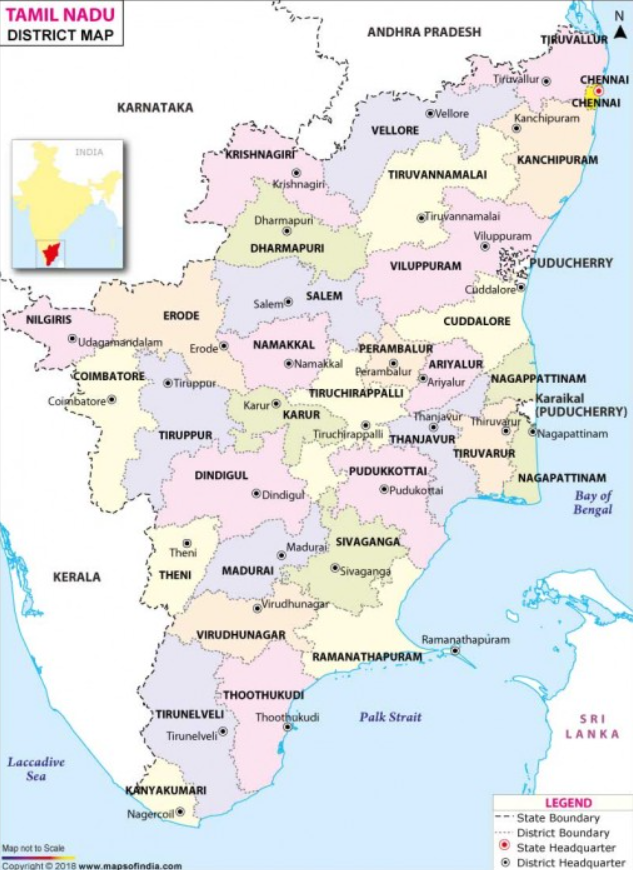 TAMIL NADU
DISTRICT MAP
N
ANDHRA PRADESH
TIRUVALLUR
Tiruvallur
CHENNAI
CHENNAI
KARNATAKA
Vellore
VELLORE
Kanchipuram
KANCHIPURAM
INDIA
KRISHNAGIRI
Krishnagiri
TIRUVANNAMALAI
Tiruvannamalai
Dharmapuri
DHARMAPURI
Viluppuram
VILUPPURAM
PUDUCHERRY
Cuddalore
CUDDALORE
Salem
SALEM
NILGIRIS
Udagamandalam
ERODE
Erode
NAMAKKAL
Namakkal
PERAMBALUR
Perambalur
ARIYALUR
Ariyalur
COIMBATORE
Coimbatore
Tiruppur
TIRUPPUR
Karur
KARUR
TIRUCHIRAPPALLI
Tiruchirappalli
NAGAPPATTINAM
Karaikal
(PUDUCHERRY)
Thanjavur
THANJAVUR
Thiruvarur
TIRUVARUR
Nagapattinam
NAGAPATTINAM
DINDIGUL
Dindigul
PUDUKKOTTAI
Pudukottai
Bay of
Bengal
Theni
THENI
Madurai
MADURAI
SIVAGANGA
Sivaganga
KERALA
Virudhunagar
VIRUDHUNAGAR
Ramanathapuram
RAMANATHAPURAM
THOOTHUKUDI
Thoothukudi
TIRUNELVELI
Tirunelveli
Palk Strait
SRI
LANKA
Laccadive
Sea
KANYAKUMARI
Nagercoil
LEGEND
State Boundary
District Boundary
State Headquarter
District Headquarter
Map not to Scale
Copyright © 2018 www.mapsofindia.com